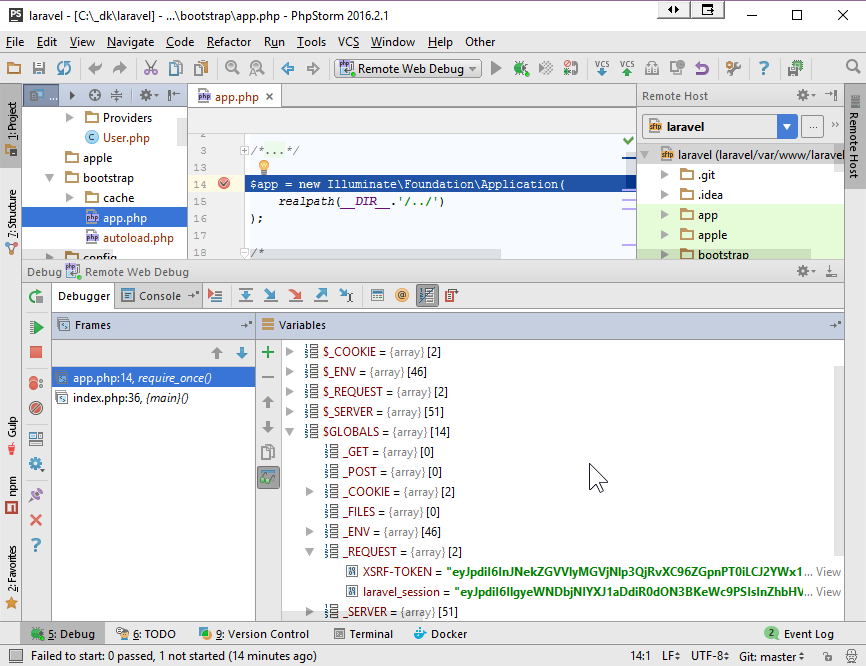 PS laravel - [C:\_dk\laravel] - ...\bootstrap\app.php - PhpStorm 2016.2.1
File Edit View Navigate Code Refactor Run Tools VCS Window Help Other
Remote Web Debug
VCS VCS
app.php ×
Remote Host
1: Project
7: Structure
Gulp
npm
2: Favorites
Remote Host
Providers
User.php
apple
bootstrap
cache
app.php
autoload.php
config
2
3 /*...*/
13
14 $app = new Illuminate\Foundation\Application(
15 realpath(__DIR__.'/../')
16 );
17
18 /*
laravel
laravel (laravel/var/www/laravel
.git
.idea
app
apple
bootstrap
Debug Remote Web Debug
Debugger Console
Frames
app.php:14, require_once()
index.php:36, {main}()
Variables
$_COOKIE = {array} [2]
$_ENV = {array} [46]
$_REQUEST = {array} [2]
$_SERVER = {array} [51]
$GLOBALS = {array} [14]
_GET = {array} [0]
_POST = {array} [0]
_COOKIE = {array} [2]
_FILES = {array} [0]
_ENV = {array} [46]
_REQUEST = {array} [2]
XSRF-TOKEN = "eyJpdiI6InJNekZGVVlyMGVjNlp3QjRvXC96ZGpnPT0iLCJ2YWx1... View
laravel_session = "eyJpdiI6IlgyeWNDbjNlYXJ1aDdiR0dON3BKeWc9PSIsInZhbHV... View
_SERVER = {array} [51]
5: Debug 6: TODO 9: Version Control Terminal Docker 2 Event Log
Failed to start: 0 passed, 1 not started (14 minutes ago) 14:1 LF UTF-8 Git: master